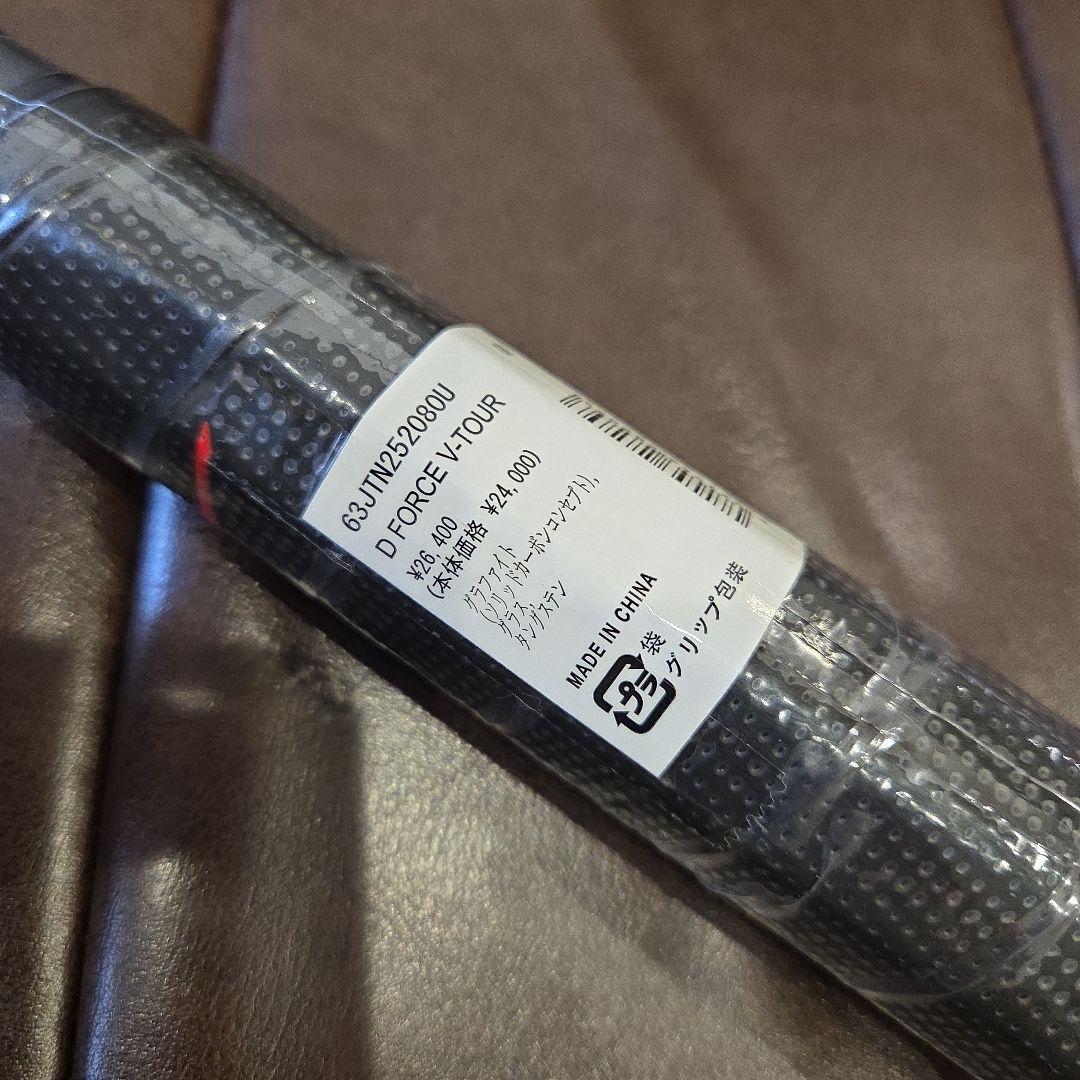 63JTN252080U
D FORCE V-TOUR
¥26,400
(本体価格 ¥24,000)
グラファイト
(ソリッドカーボンコンセプト),
グラス
タングステン
MADE IN CHINA
プラ 袋
グリップ包装